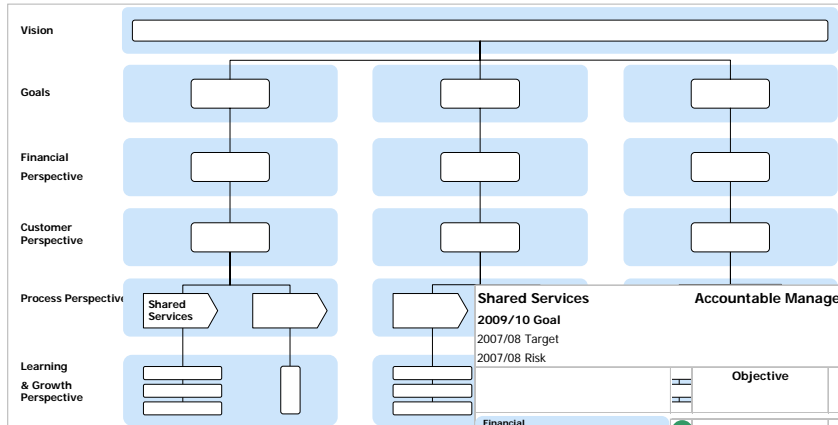 Vision
Goals
Financial
Perspective
Customer
Perspective
Process Perspective
Shared
Services
Learning
& Growth
Perspective
Shared Services
Accountable Manage
2009/10 Goal
2007/08 Target
2007/08 Risk
Objective
Financial